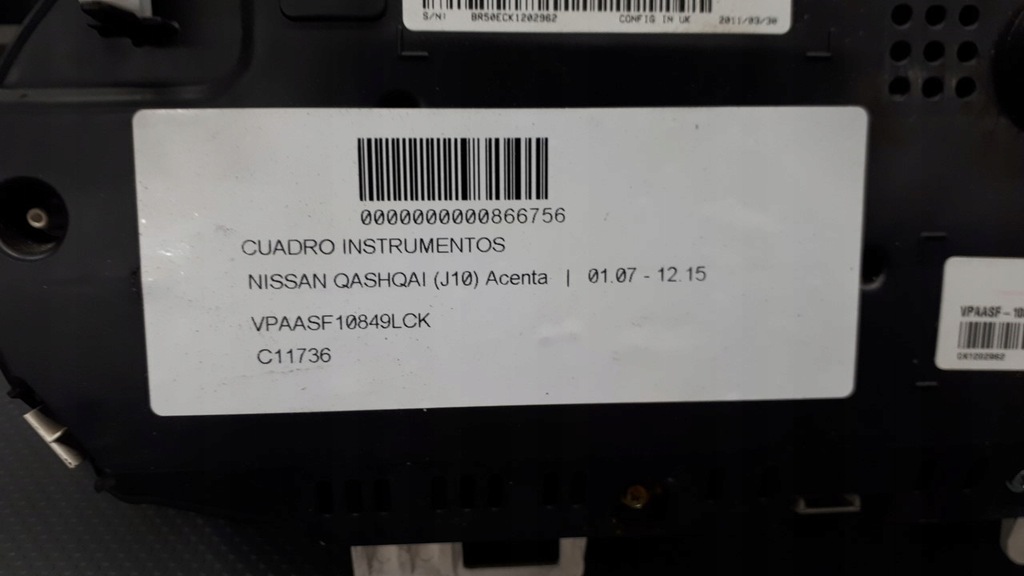 S/N: BR50ECK1202962 CONFIG IN UK 2011/03/30
0000000000866756
CUADRO INSTRUMENTOS
NISSAN QASHQAI (J10) Acenta | 01.07 - 12.15
VPAASF10849LCK
C11736
VPAASF-10